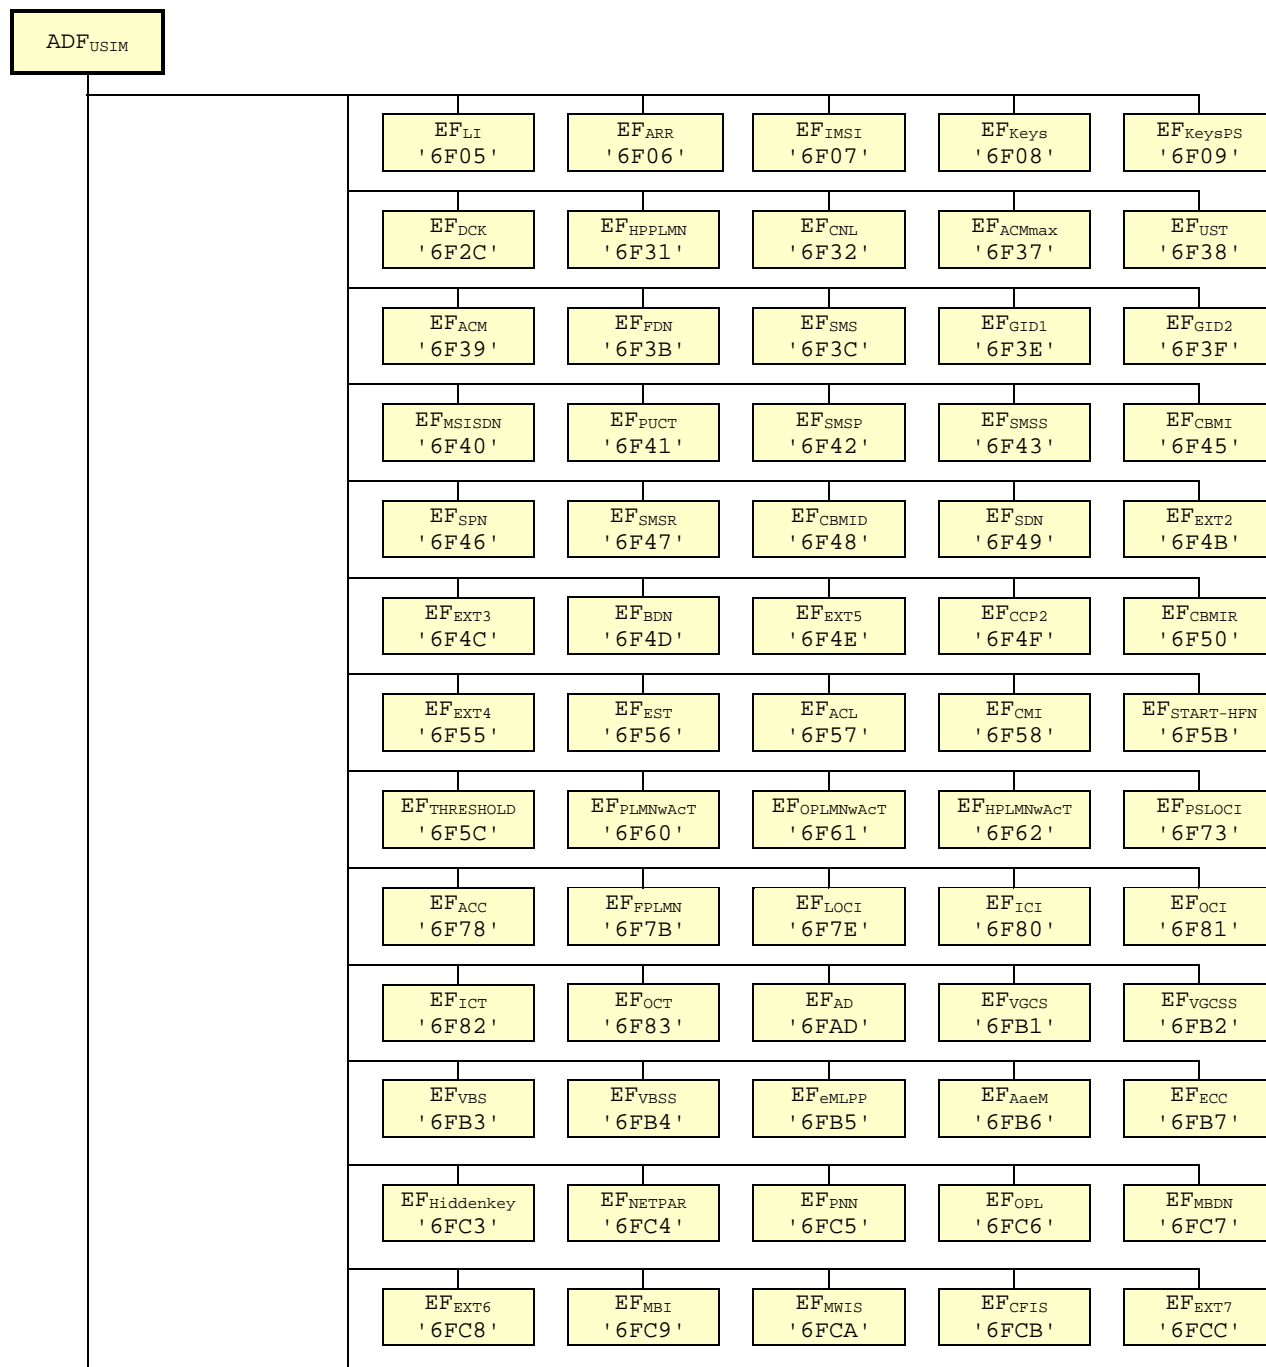 ADFUSIM
EFLI EFARR EFIMSI EFKeys EFKeysPS
'6F05' '6F06' '6F07' '6F08' '6F09'
EFDCK EFHPPLMN EFCNL EFACMmax EFUST
'6F2C' '6F31' '6F32' '6F37' '6F38'
EFACM EFFDN EFSMS EFGID1 EFGID2
'6F39' '6F3B' '6F3C' '6F3E' '6F3F'
EFMSISDN EFPUCT EFSMSP EFSMSS EFCBMI
'6F40' '6F41' '6F42' '6F43' '6F45'
EFSPN EFSMSR EFCBMID EFSDN EFEXT2
'6F46' '6F47' '6F48' '6F49' '6F4B'
EFEXT3 EFBDN EFEXT5 EFCCP2 EFCBMIR
'6F4C' '6F4D' '6F4E' '6F4F' '6F50'
EFEXT4 EFEST EFACL EFCMI EFSTART-HFN
'6F55' '6F56' '6F57' '6F58' '6F5B'
EFTHRESHOLD EFPLMNwAcT EFOPLMNwAcT EFHPLMNwAcT EFPSLOCI
'6F5C' '6F60' '6F61' '6F62' '6F73'
EFACC EFFPLMN EFLOCI EFICI EFOCI
'6F78' '6F7B' '6F7E' '6F80' '6F81'
EFICT EFOCT EFAD EFVGCS EFVGCSS
'6F82' '6F83' '6FAD' '6FB1' '6FB2'
EFVBS EFVBSS EFeMLPP EFAaeM EFECC
'6FB3' '6FB4' '6FB5' '6FB6' '6FB7'
EFHiddenkey EFNETPAR EFPNN EFOPL EFMBDN
'6FC3' '6FC4' '6FC5' '6FC6' '6FC7'
EFEXT6 EFMBI EFMWIS EFCFIS EFEXT7
'6FC8' '6FC9' '6FCA' '6FCB' '6FCC'